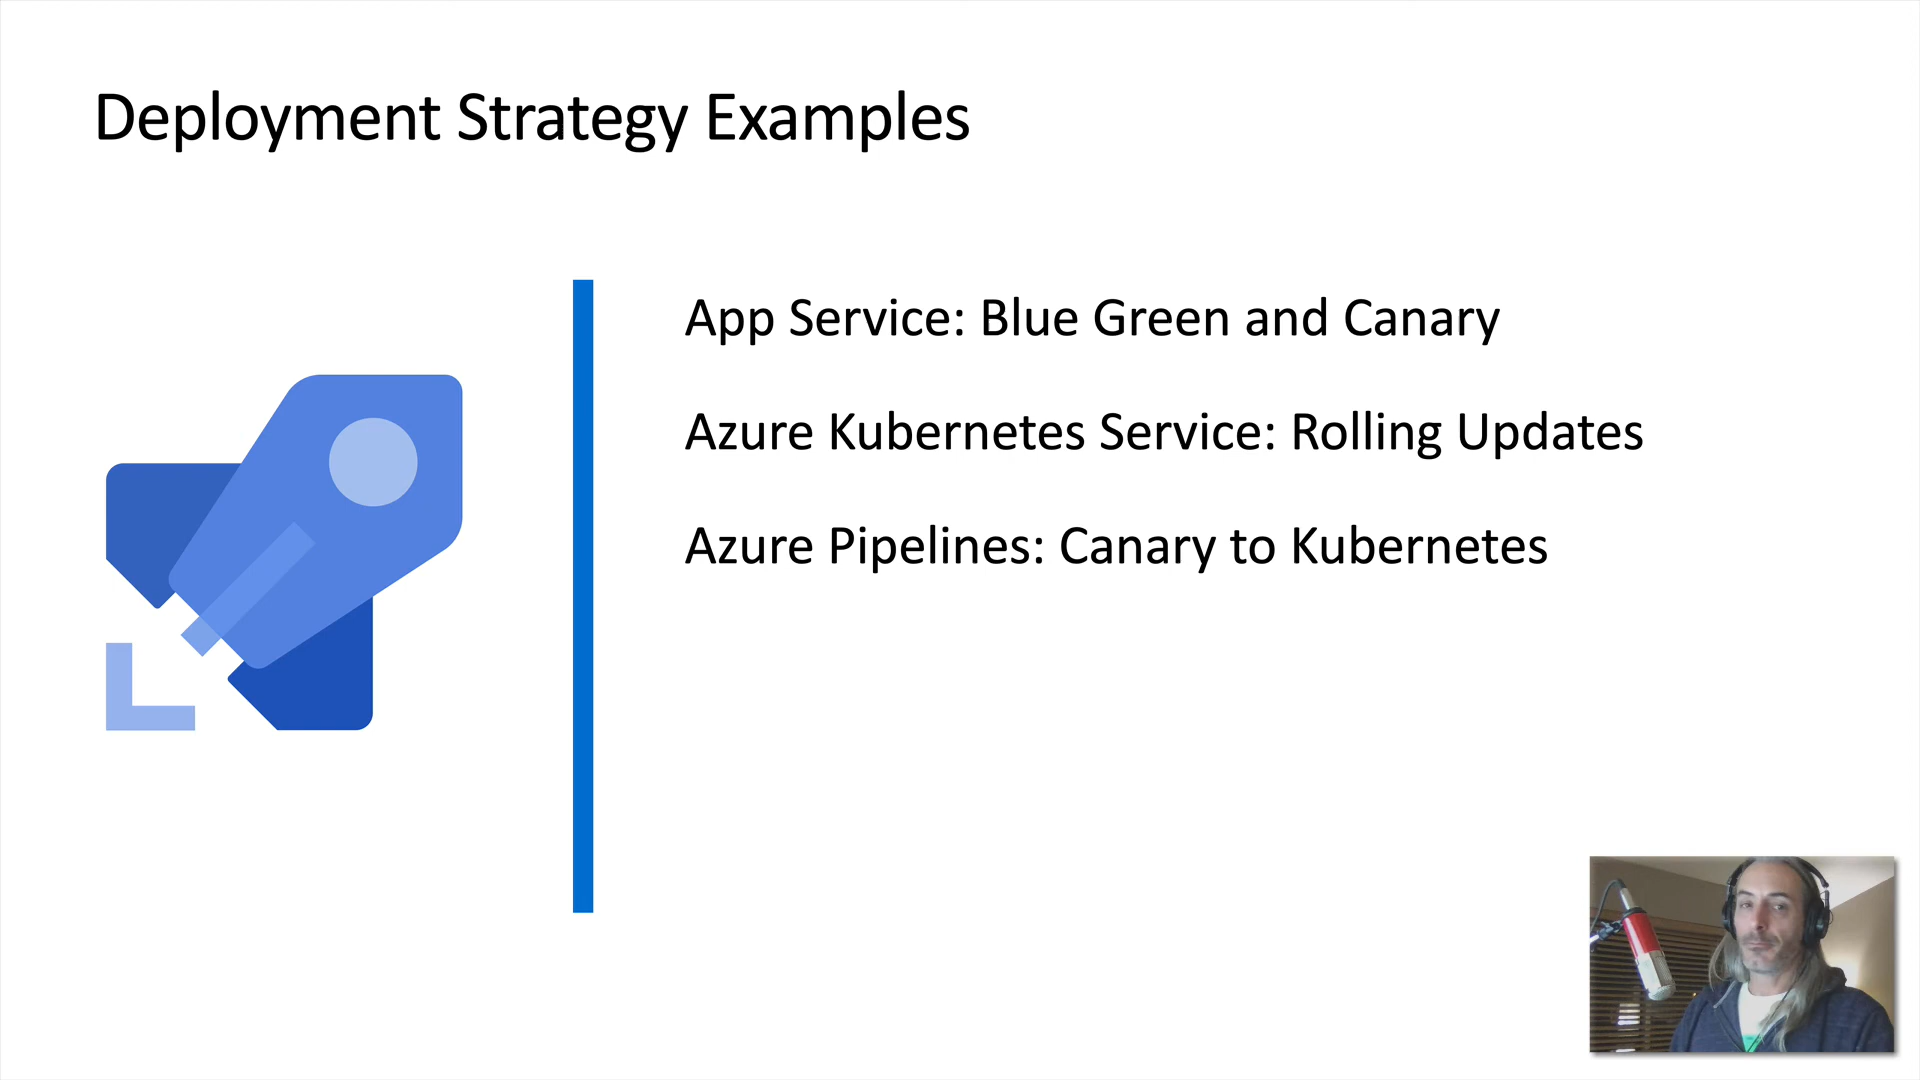 Deployment Strategy Examples
App Service: Blue Green and Canary
Azure Kubernetes Service: Rolling Updates
Azure Pipelines: Canary to Kubernetes